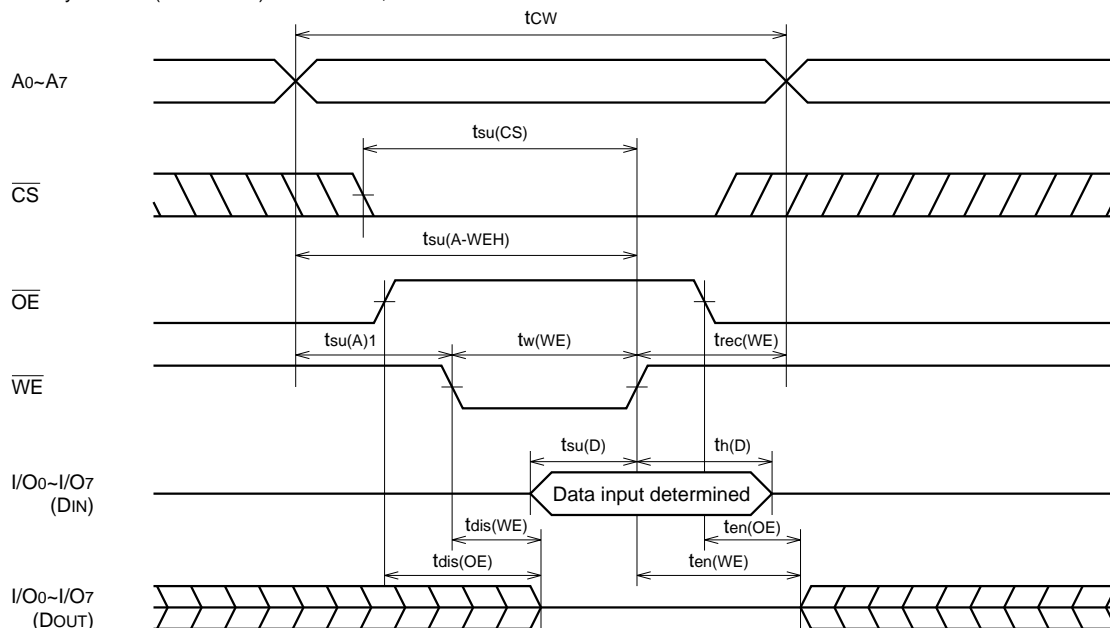 tCW
A0~A7
tsu(CS)
CS
tsu(A-WEH)
OE
tsu(A)1 tw(WE) trec(WE)
WE
tsu(D) th(D)
I/O0~I/O7
(DIN)
Data input determined
tdis(WE) ten(OE)
tdis(OE) ten(WE)
I/O0~I/O7
(DOUT)